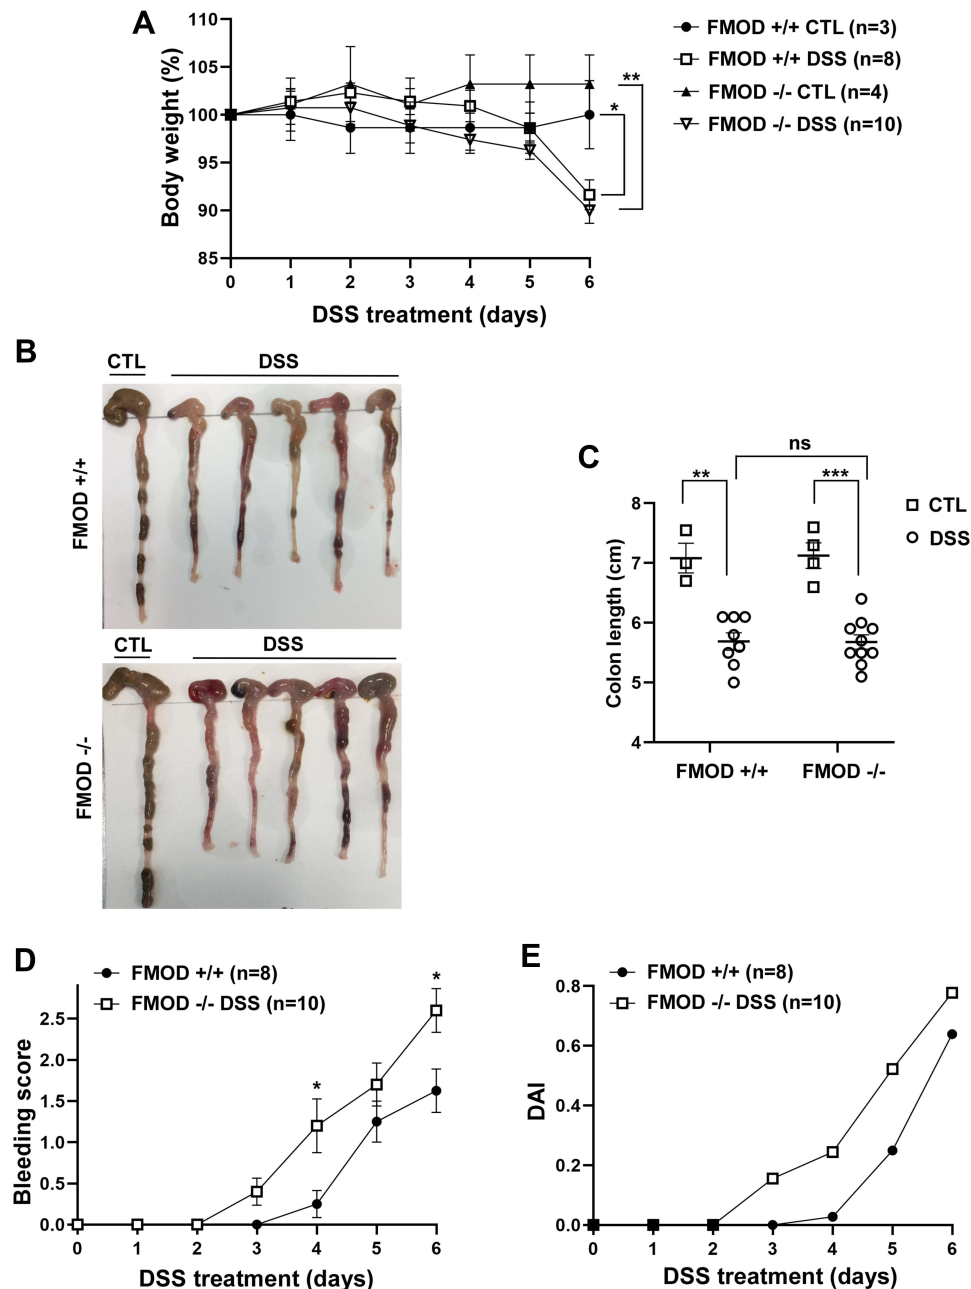 A
Body weight (%)
110
105
100
95
90
85
0 1 2 3 4 5 6
DSS treatment (days)
FMOD +/+ CTL (n=3)
FMOD +/+ DSS (n=8)
FMOD -/- CTL (n=4)
FMOD -/- DSS (n=10)
**
*
B
CTL DSS
FMOD +/+
CTL DSS
FMOD -/-
C
ns
** ***
CTL
DSS
Colon length (cm)
8
7
6
5
4
FMOD +/+ FMOD -/-
D
FMOD +/+ (n=8)
FMOD -/- DSS (n=10)
Bleeding score
2.5
2.0
1.5
1.0
0.5
0.0
*
*
0 1 2 3 4 5 6
DSS treatment (days)
E
FMOD +/+ (n=8)
FMOD -/- DSS (n=10)
DAI
0.8
0.6
0.4
0.2
0.0
0 1 2 3 4 5 6
DSS treatment (days)